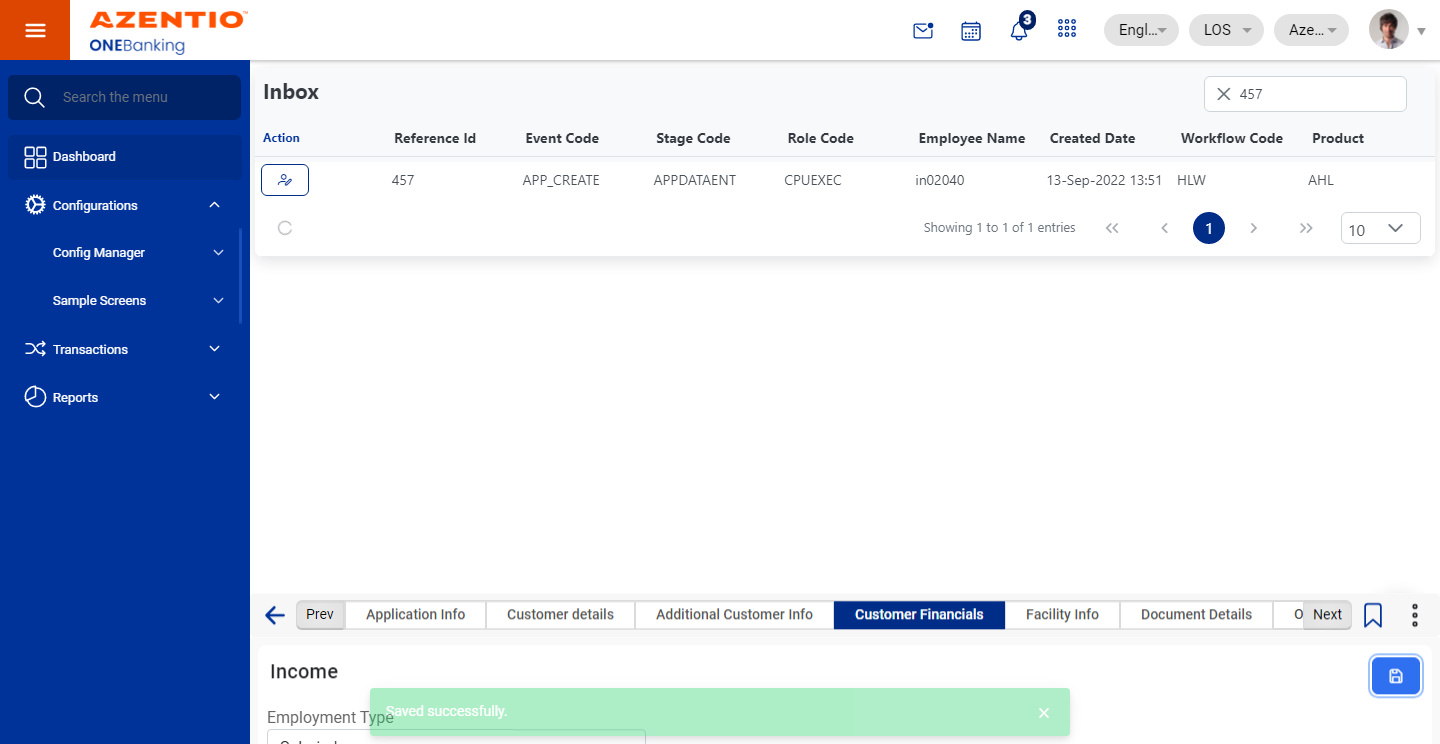 AZENTIO™
ONEBanking
3
Engl...
LOS
Aze...
Search the menu
Dashboard
Configurations
Config Manager
Sample Screens
Transactions
Reports
Inbox
457
Action Reference Id Event Code Stage Code Role Code Employee Name Created Date Workflow Code Product
457 APP_CREATE APPDATAENT CPUEXEC in02040 13-Sep-2022 13:51 HLW AHL
Showing 1 to 1 of 1 entries
1
10
Prev Application Info Customer details Additional Customer Info Customer Financials Facility Info Document Details O Next
Income
Saved successfully.
Employment Type